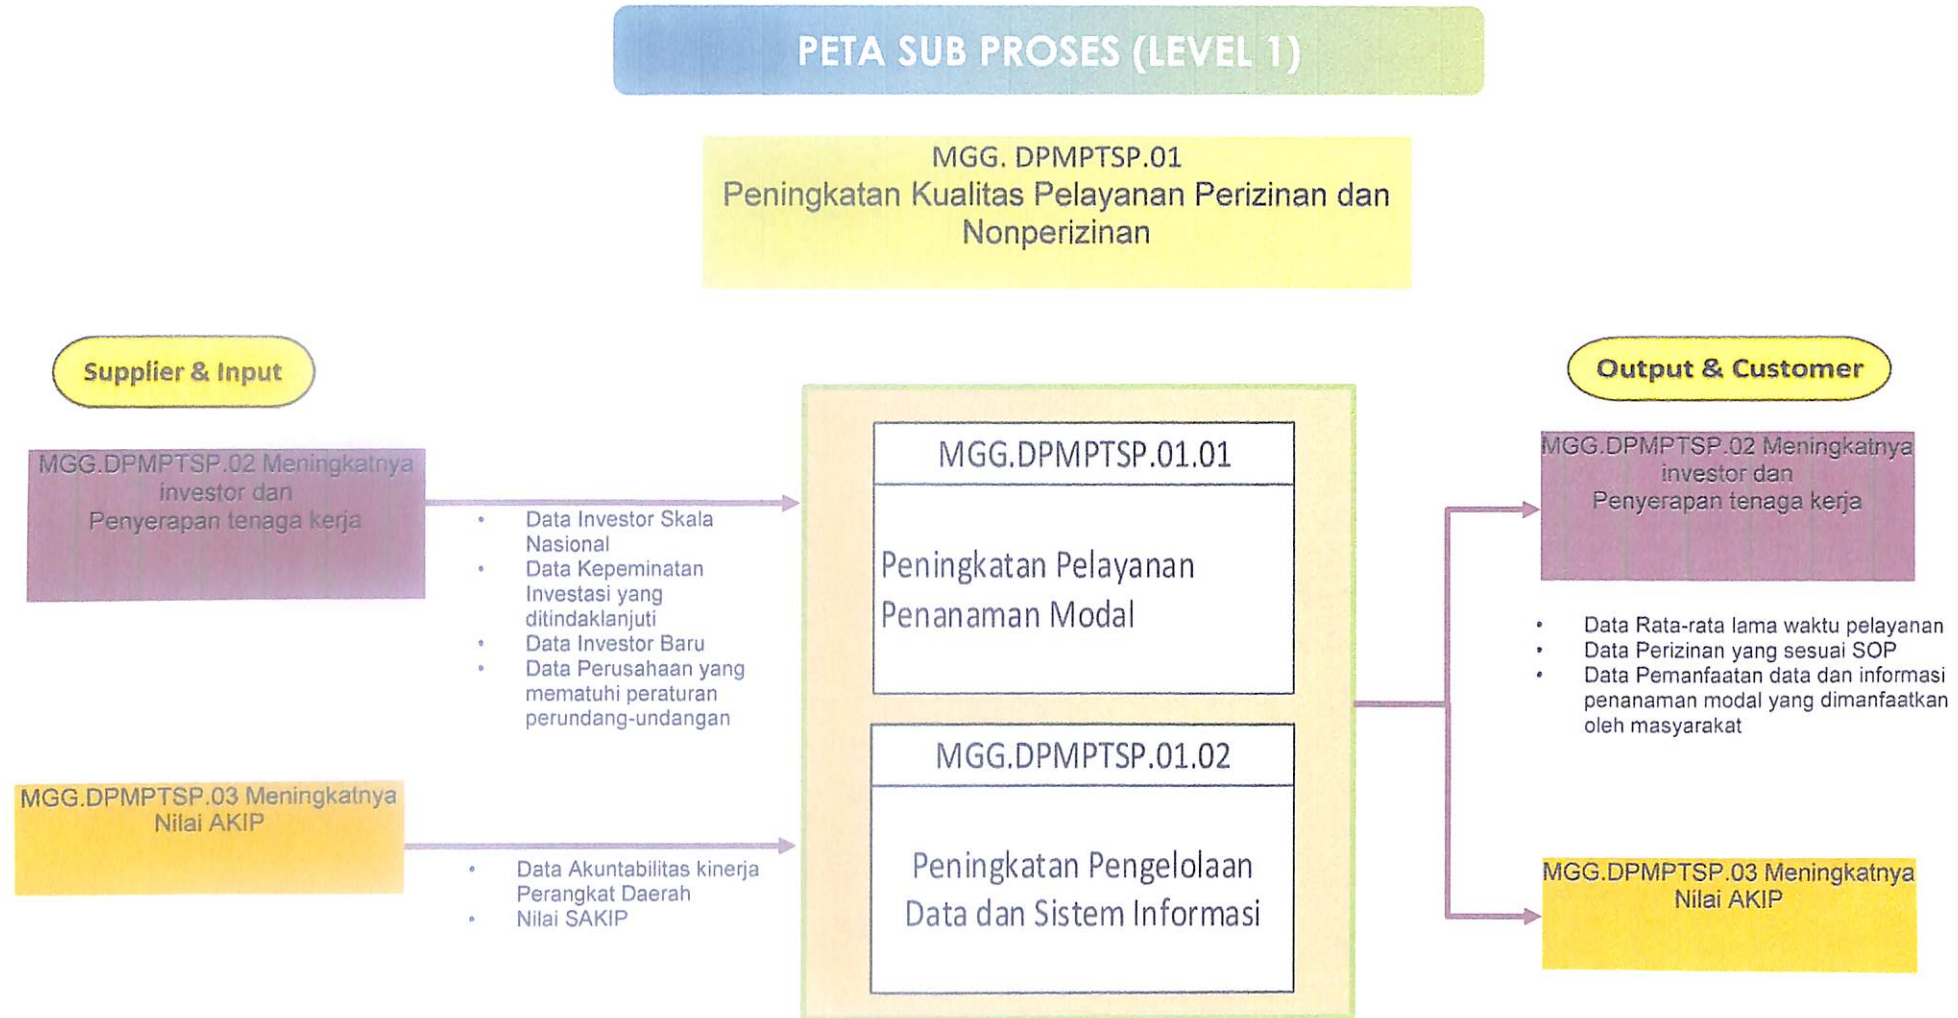 PETA SUB PROSES (LEVEL 1)
MGG. DPMPTSP.01
Peningkatan Kualitas Pelayanan Perizinan dan
Nonperizinan
Supplier & Input
MGG.DPMPTSP.02 Meningkatnya
investor dan
Penyerapan tenaga kerja
• Data Investor Skala
Nasional
• Data Kepeminatan
Investasi yang
ditindaklanjuti
• Data Investor Baru
• Data Perusahaan yang
mematuhi peraturan
perundang-undangan
MGG.DPMPTSP.03 Meningkatnya
Nilai AKIP
• Data Akuntabilitas kinerja
Perangkat Daerah
• Nilai SAKIP
MGG.DPMPTSP.01.01
Peningkatan Pelayanan
Penanaman Modal
MGG.DPMPTSP.01.02
Peningkatan Pengelolaan
Data dan Sistem Informasi
Output & Customer
MGG.DPMPTSP.02 Meningkatnya
investor dan
Penyerapan tenaga kerja
• Data Rata-rata lama waktu pelayanan
• Data Perizinan yang sesuai SOP
• Data Pemanfaatan data dan informasi
penanaman modal yang dimanfaatkan
oleh masyarakat
MGG.DPMPTSP.03 Meningkatnya
Nilai AKIP